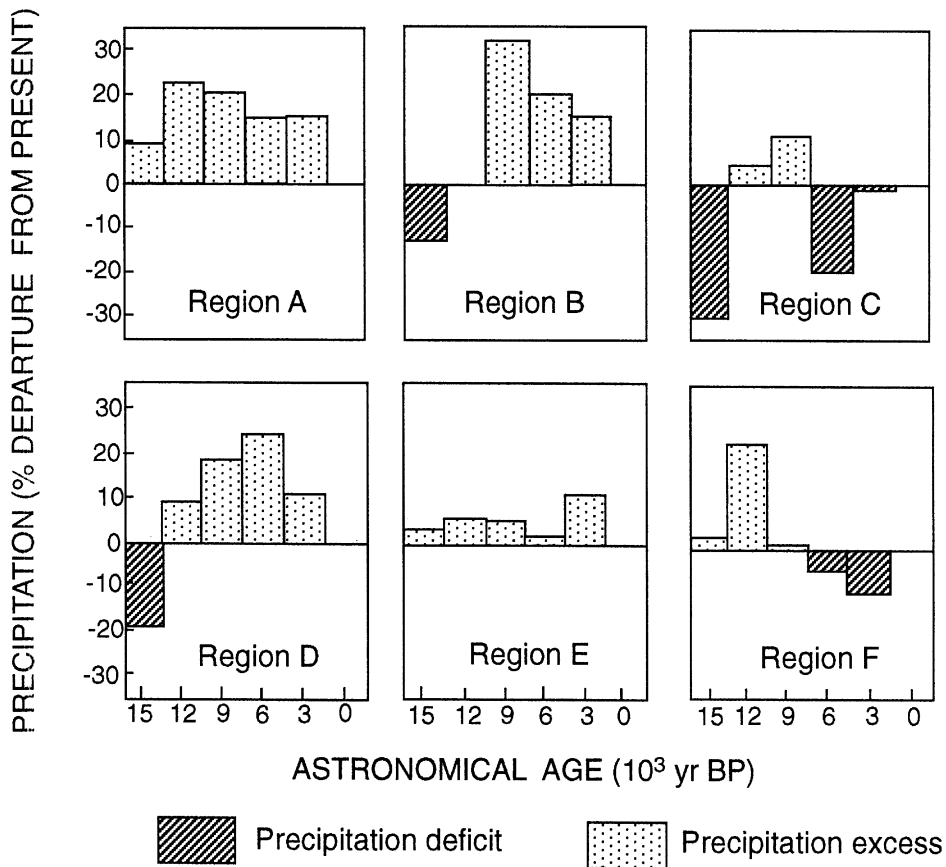 PRECIPITATION (% DEPARTURE FROM PRESENT)
30
20
10
0
-10
-20
-30
Region A
Region B
Region C
30
20
10
0
-10
-20
-30
Region D
Region E
Region F
15 12 9 6 3 0
15 12 9 6 3 0
15 12 9 6 3 0
ASTRONOMICAL AGE (10³ yr BP)
Precipitation deficit
Precipitation excess